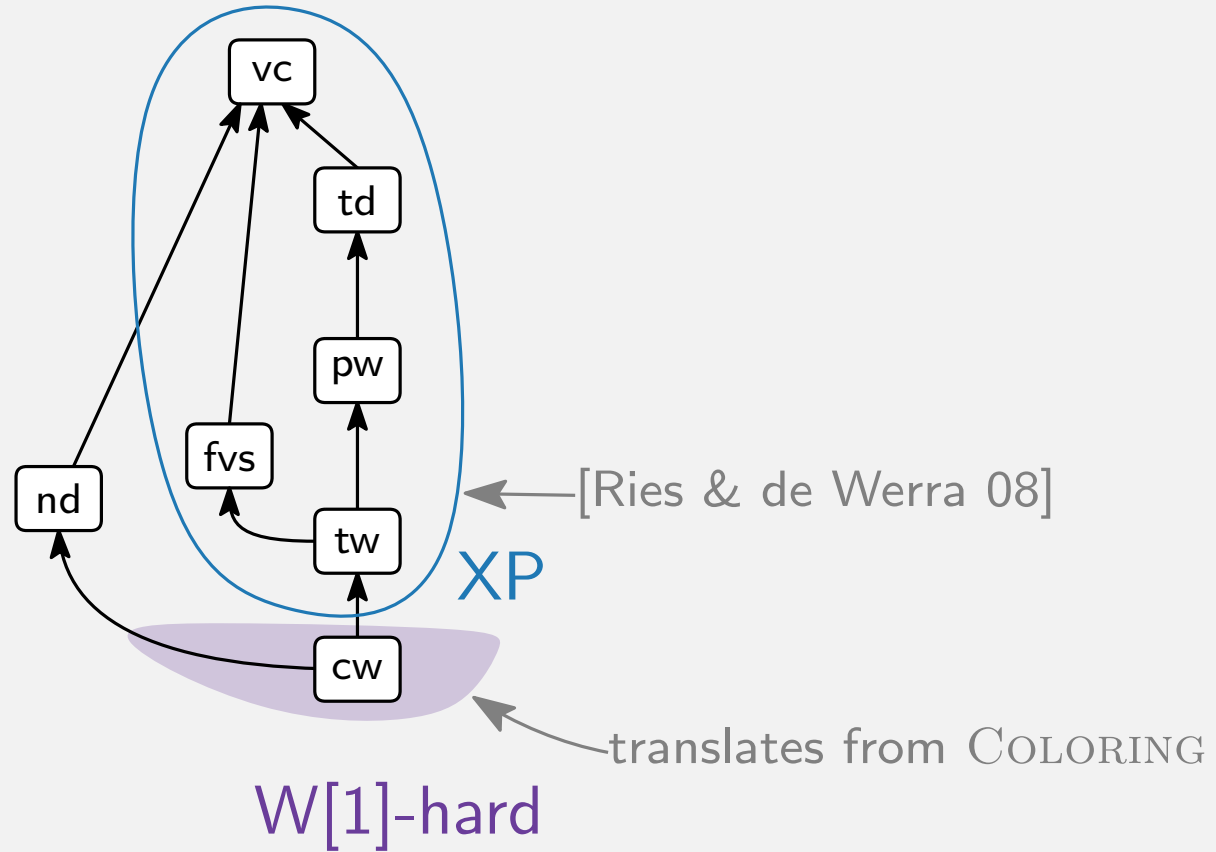 vc
td
pw
fvs
nd
[Ries & de Werra 08]
tw
XP
cw
translates from COLORING
W[1]-hard